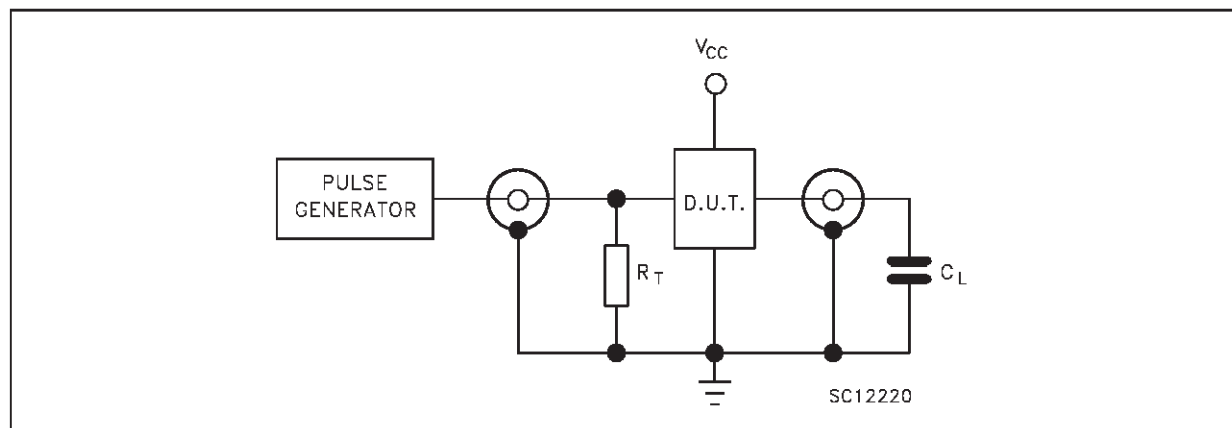 VCC
PULSE
GENERATOR
D.U.T.
RT
CL
SC12220